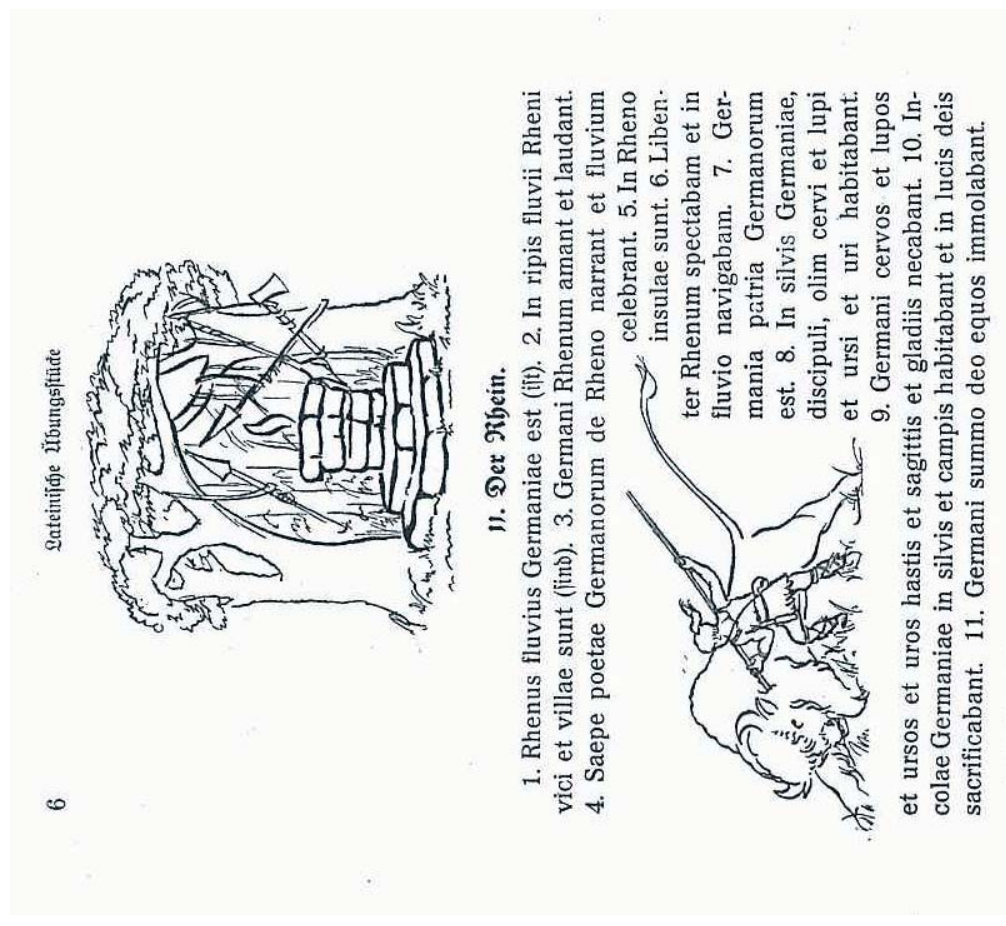 6
Lateinische Übungsstücke
11. Der Rhein.
1. Rhenus fluvius Germaniae est (ist). 2. In ripis fluvii Rheni
vici et villae sunt (sind). 3. Germani Rhenum amant et laudant.
4. Saepe poetae Germanorum de Rheno narrant et fluvium
celebrant. 5. In Rheno
insulae sunt. 6. Liben-
ter Rhenum spectabam et in
fluvio navigabam. 7. Ger-
mania patria Germanorum
est. 8. In silvis Germaniae,
discipuli, olim cervi et lupi
et ursi et uri habitabant.
9. Germani cervos et lupos
et ursos et uros hastis et sagittis et gladiis necabant. 10. In-
colae Germaniae in silvis et campis habitabant et in lucis deis
sacrificabant. 11. Germani summo deo equos immolabant.